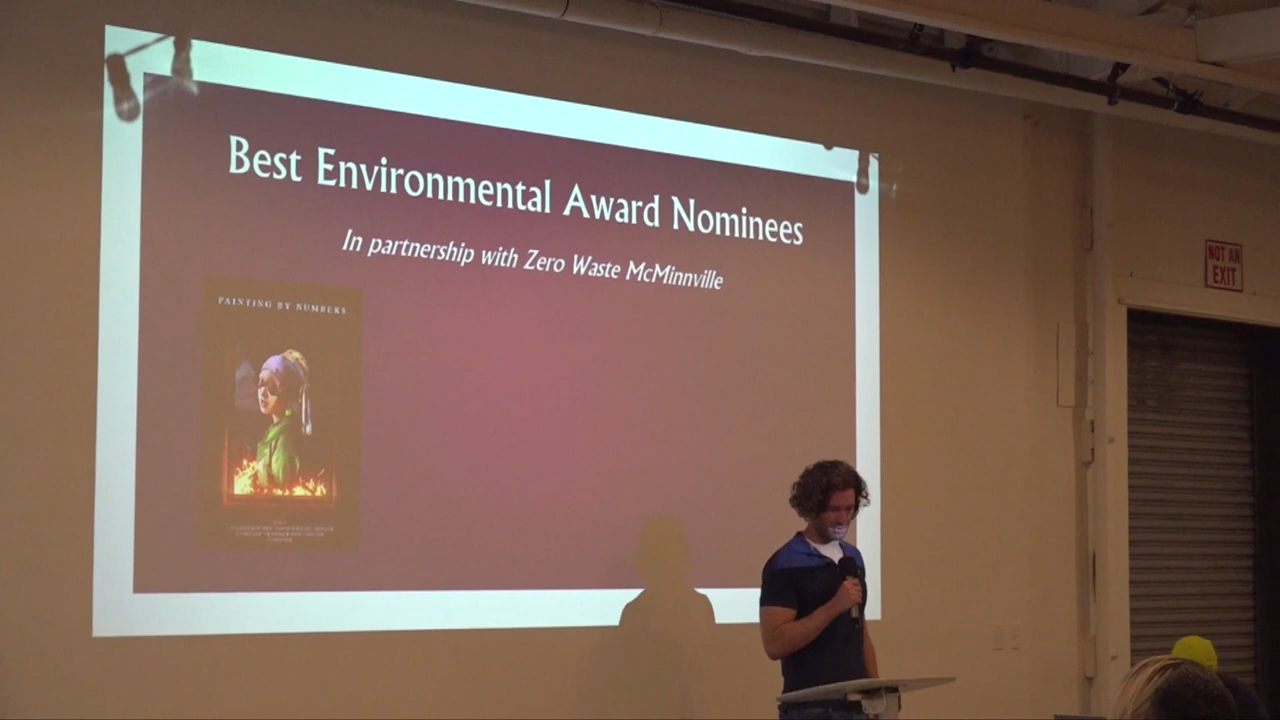 Best Environmental Award Nominees
In partnership with Zero Waste McMinnville
PAINTING BY NUMBERS
NOT AN
EXIT